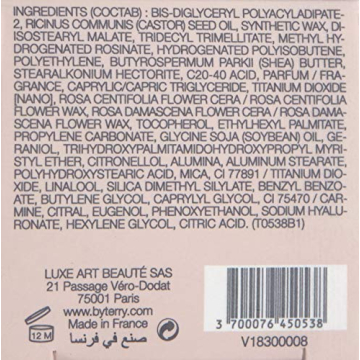 INGREDIENTS (COCTAB) : BIS-DIGLYCERYL POLYACYLADIPATE-
2, RICINUS COMMUNIS (CASTOR) SEED OIL, SYNTHETIC WAX, DI-
ISOSTEARYL MALATE, TRIDECYL TRIMELLITATE, METHYL HY-
DROGENATED ROSINATE, HYDROGENATED POLYISOBUTENE,
POLYETHYLENE, BUTYROSPERMUM PARKII (SHEA) BUTTER,
STEARALKONIUM HECTORITE, C20-40 ACID, PARFUM / FRA-
GRANCE, CAPRYLIC/CAPRIC TRIGLYCERIDE, TITANIUM DIOXIDE
[NANO], ROSA CENTIFOLIA FLOWER CERA / ROSA CENTIFOLIA
FLOWER WAX, ROSA DAMASCENA FLOWER CERA / ROSA DA-
MASCENA FLOWER WAX, TOCOPHEROL, ETHYLHEXYL PALMITATE,
PROPYLENE CARBONATE, GLYCINE SOJA (SOYBEAN) OIL, GE-
RANIOL, TRIHYDROXYPALMITAMIDOHYDROXYPROPYL MYRI-
STYL ETHER, CITRONELLOL, ALUMINA, ALUMINUM STEARATE,
POLYHYDROXYSTEARIC ACID, MICA, CI 77891 / TITANIUM DIO-
XIDE, LINALOOL, SILICA DIMETHYL SILYLATE, BENZYL BENZO-
ATE, BUTYLENE GLYCOL, CAPRYLYL GLYCOL, CI 75470 / CAR-
MINE, CITRAL, EUGENOL, PHENOXYETHANOL, SODIUM HYALU-
RONATE, HEXYLENE GLYCOL, CITRIC ACID. (T0538B1)
LUXE ART BEAUTÉ SAS
21 Passage Véro-Dodat
75001 Paris
www.byterry.com
Made in France
صنع في فرنسا
12 M
3 700076 450538
V18300008